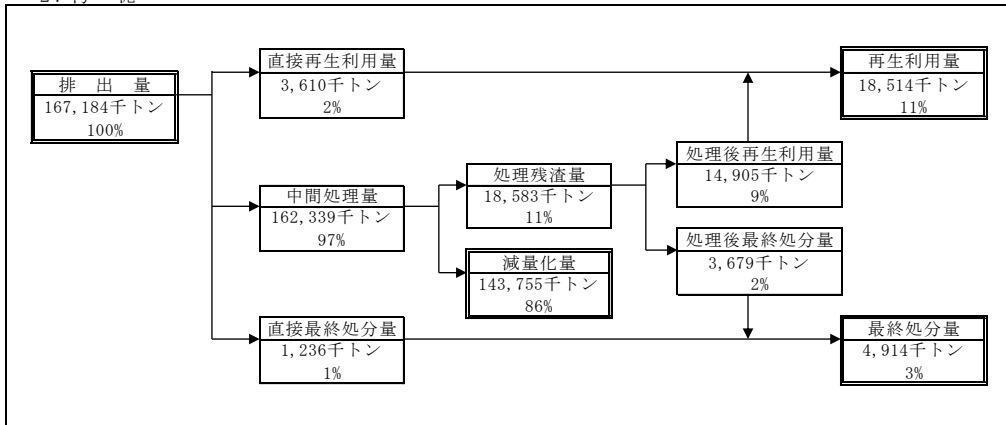 排出量
167,184千トン
100%
直接再生利用量
3,610千トン
2%
中間処理量
162,339千トン
97%
直接最終処分量
1,236千トン
1%
処理残渣量
18,583千トン
11%
減量化量
143,755千トン
86%
処理後再生利用量
14,905千トン
9%
処理後最終処分量
3,679千トン
2%
再生利用量
18,514千トン
11%
最終処分量
4,914千トン
3%